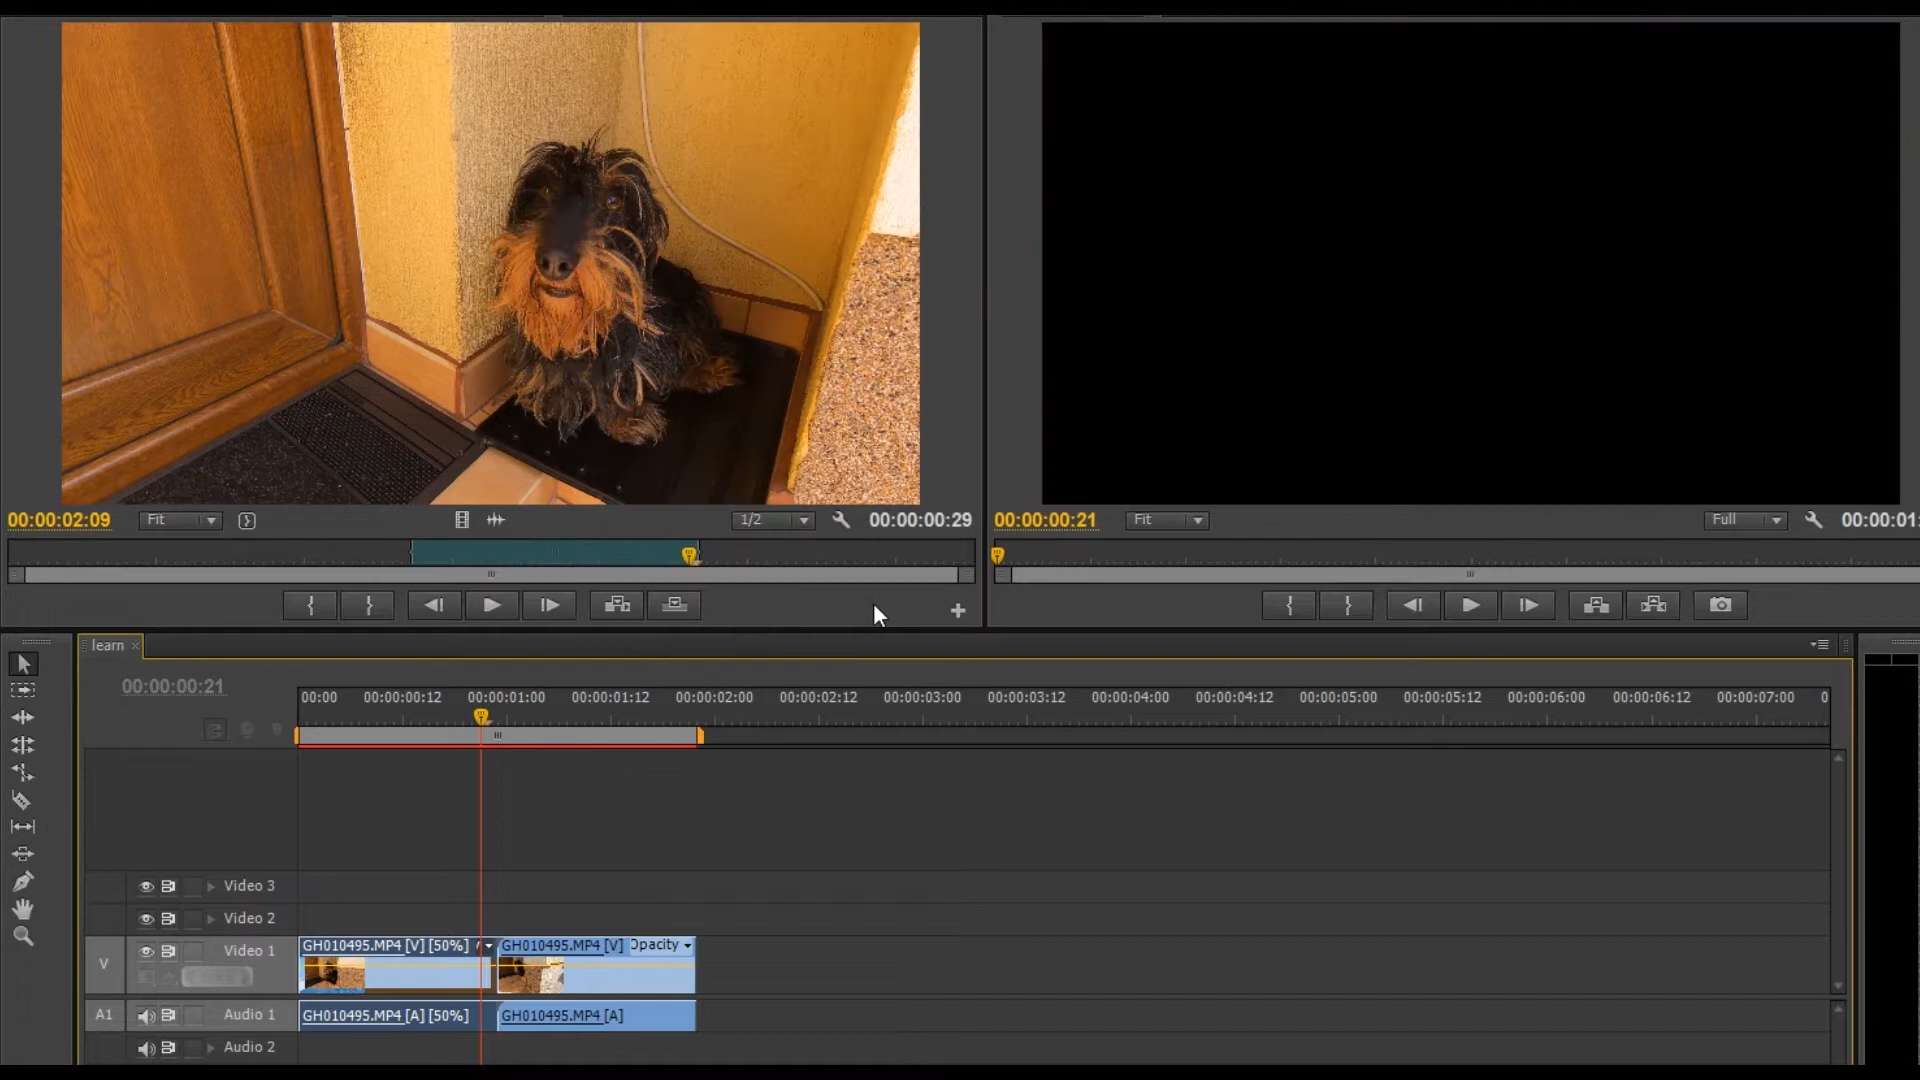 00:00:02:09 Fit 1/2 00:00:00:29
00:00:00:21 Fit Full 00:00:01:
learn
00:00:00:21
00:00 00:00:00:12 00:00:01:00 00:00:01:12 00:00:02:00 00:00:02:12 00:00:03:00 00:00:03:12 00:00:04:00 00:00:04:12 00:00:05:00 00:00:05:12 00:00:06:00 00:00:06:12 00:00:07:00 0
Video 3
Video 2
V Video 1
GH010495.MP4 [V] [50%] GH010495.MP4 [V] Opacity
A1 Audio 1
GH010495.MP4 [A] [50%] GH010495.MP4 [A]
Audio 2